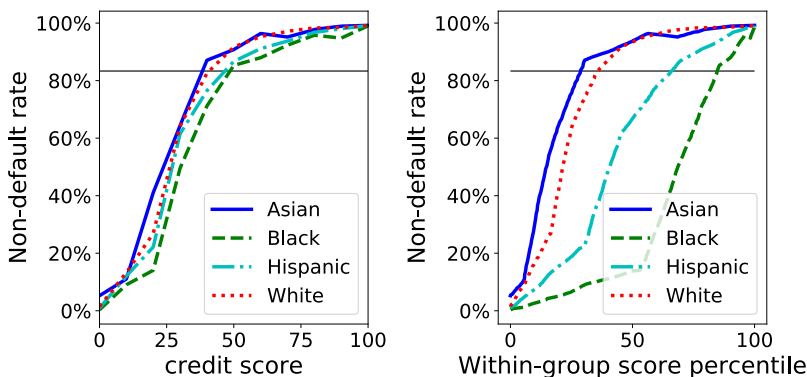 Non-default rate
100%
80%
60%
40%
20%
0%
Asian
Black
Hispanic
White
0
25
50
75
100
credit score
Non-default rate
100%
80%
60%
40%
20%
0%
Asian
Black
Hispanic
White
0
50
100
Within-group score percentile